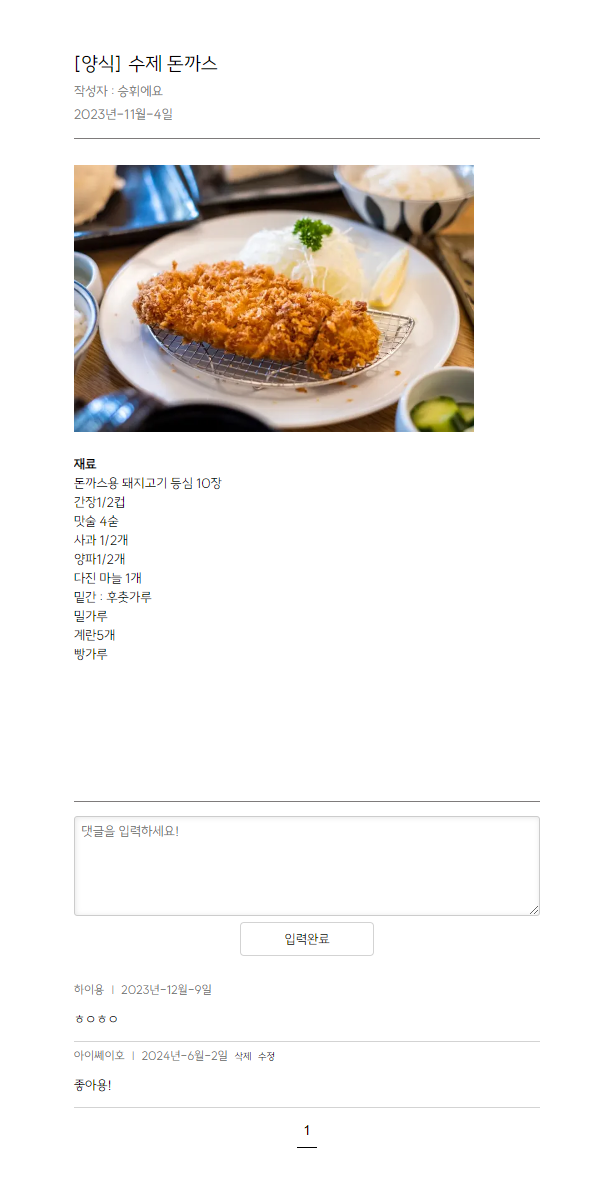 [양식] 수제 돈까스
작성자 : 승휘에요
2023년-11월-4일
재료
돈까스용 돼지고기 등심 10장
간장1/2컵
맛술 4숟
사과 1/2개
양파1/2개
다진 마늘 1개
밑간 : 후춧가루
밀가루
계란5개
빵가루
댓글을 입력하세요!
입력완료
하이용 | 2023년-12월-9일
ㅎㅇㅎㅇ
아이쎄이호 | 2024년-6월-2일 삭제 수정
좋아용!
1